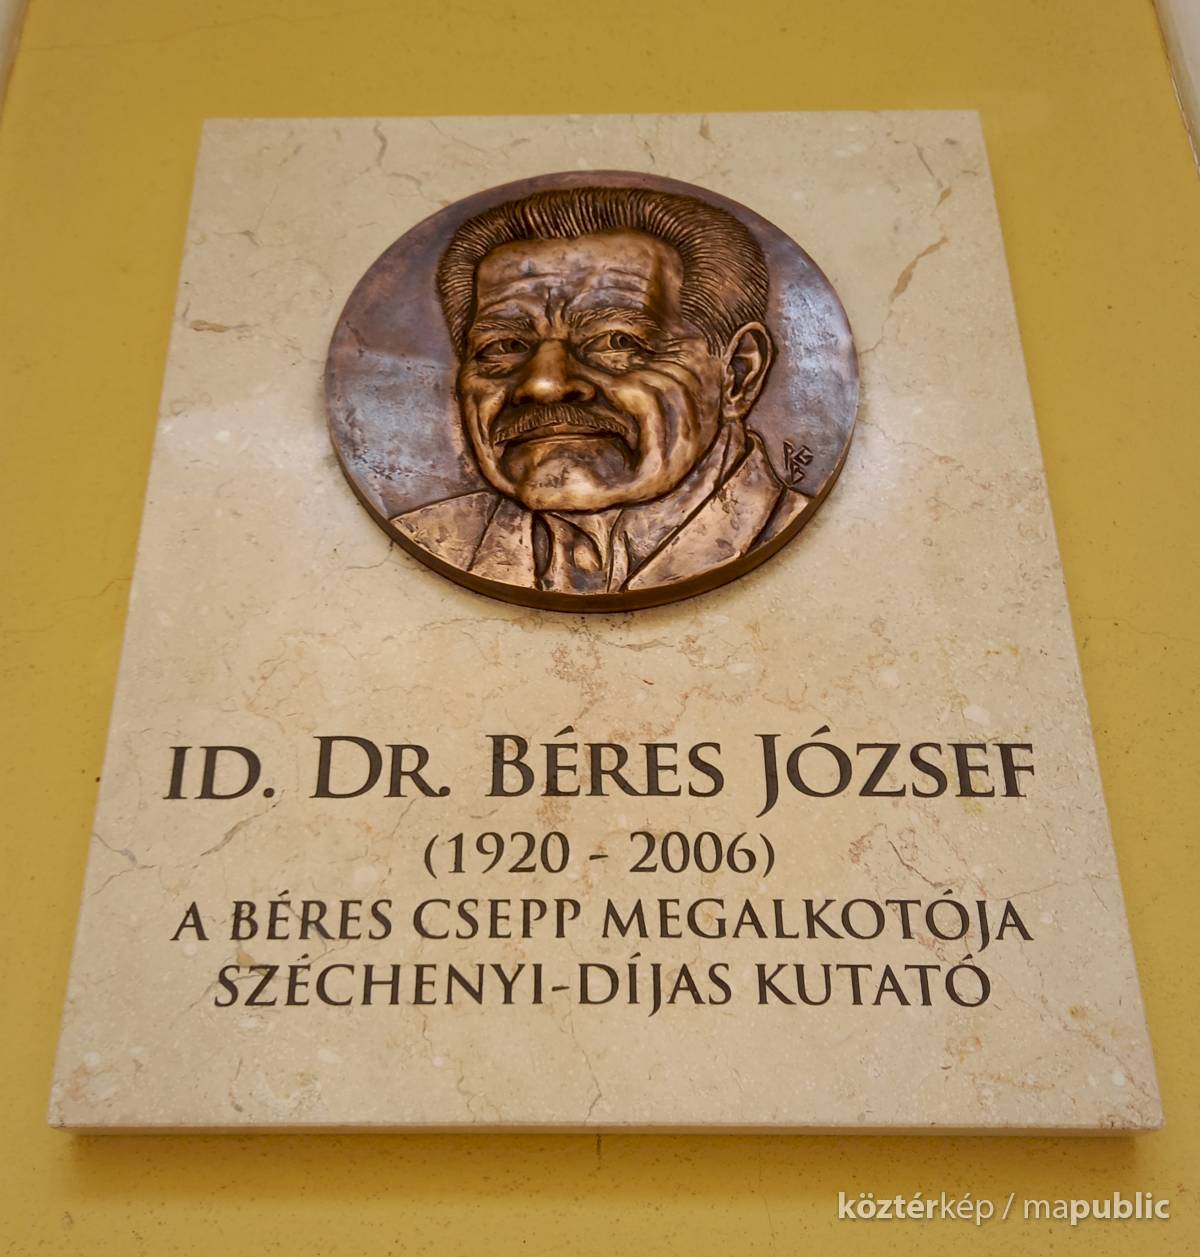 ID. DR. BÉRES JÓZSEF
(1920 - 2006)
A BÉRES CSEPP MEGALKOTÓJA
SZÉCHENYI-DÍJAS KUTATÓ
köztérkép / mapublic